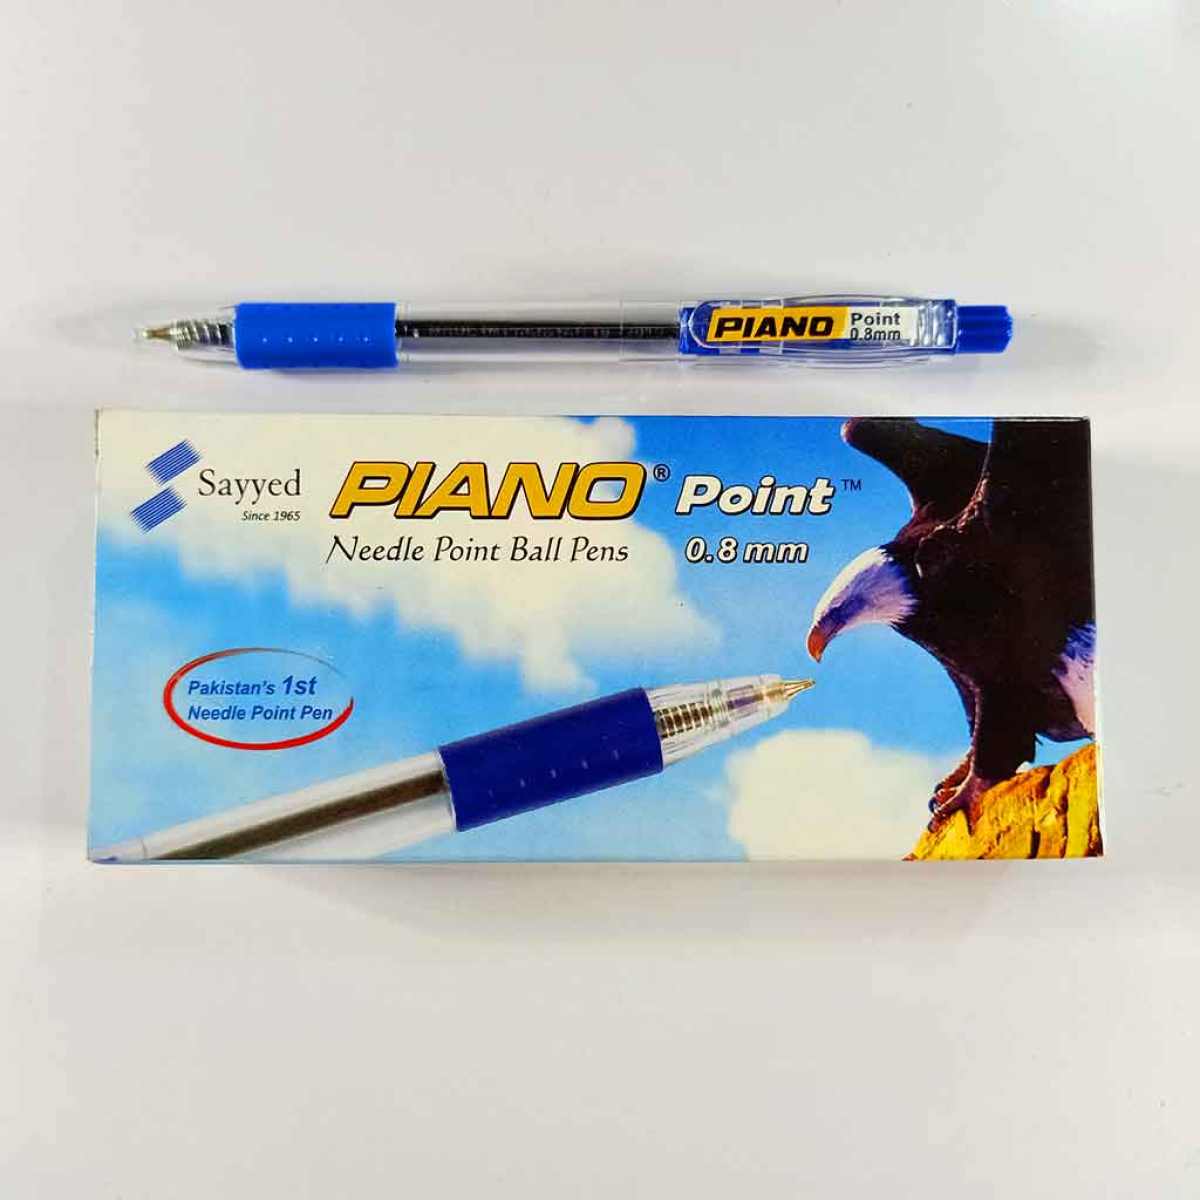 PIANO Point
0.8mm
Sayyed
Since 1965
PIANO® Point™
Needle Point Ball Pens 0.8 mm
Pakistan's 1st
Needle Point Pen